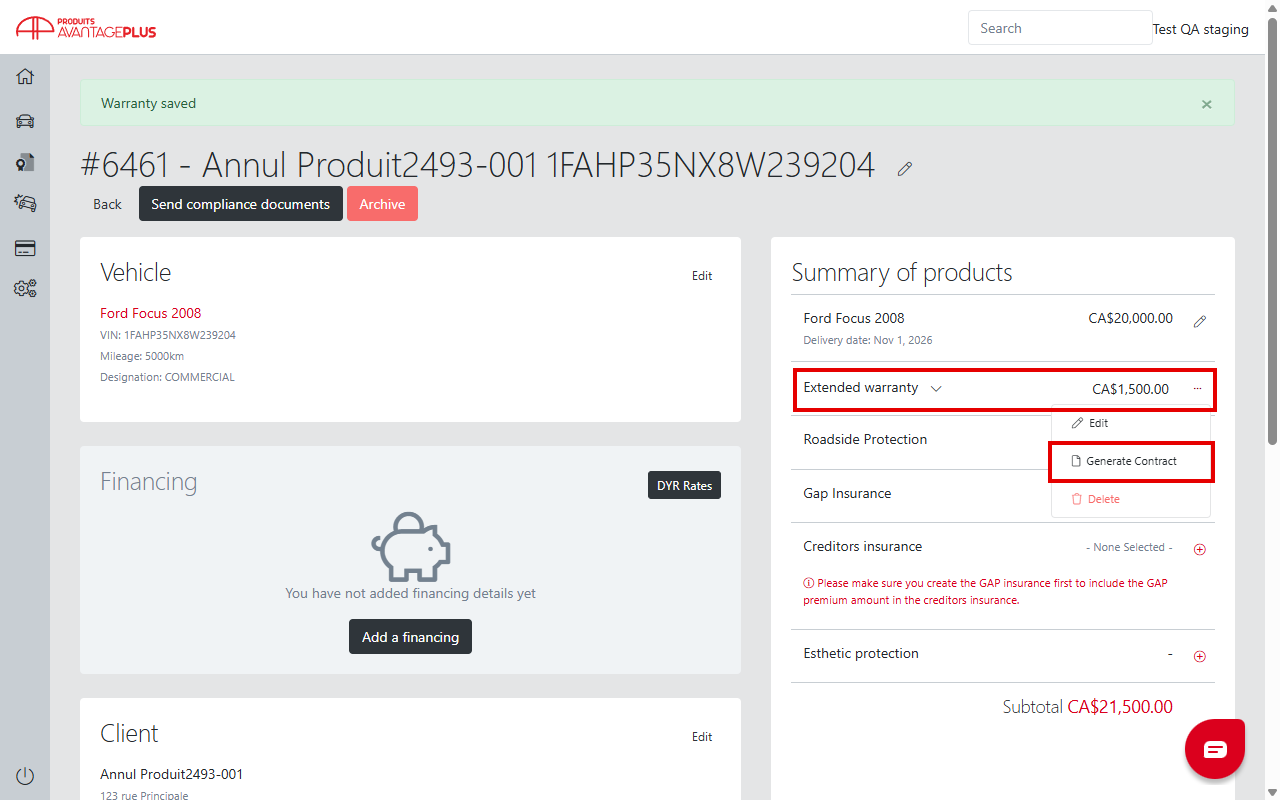 PRODUITS
AVANTAGEPLUS
Search
Test QA staging
Warranty saved
×
#6461 - Annul Produit2493-001 1FAHP35NX8W239204
Back
Send compliance documents
Archive
Vehicle
Edit
Ford Focus 2008
VIN: 1FAHP35NX8W239204
Mileage: 5000km
Designation: COMMERCIAL
Financing
DYR Rates
You have not added financing details yet
Add a financing
Client
Edit
Annul Produit2493-001
123 rue Principale
Summary of products
Ford Focus 2008
CA$20,000.00
Delivery date: Nov 1, 2026
Extended warranty
CA$1,500.00
...
Edit
Roadside Protection
Generate Contract
Gap Insurance
Delete
Creditors insurance
- None Selected -
Please make sure you create the GAP insurance first to include the GAP
premium amount in the creditors insurance.
Esthetic protection
-
Subtotal CA$21,500.00